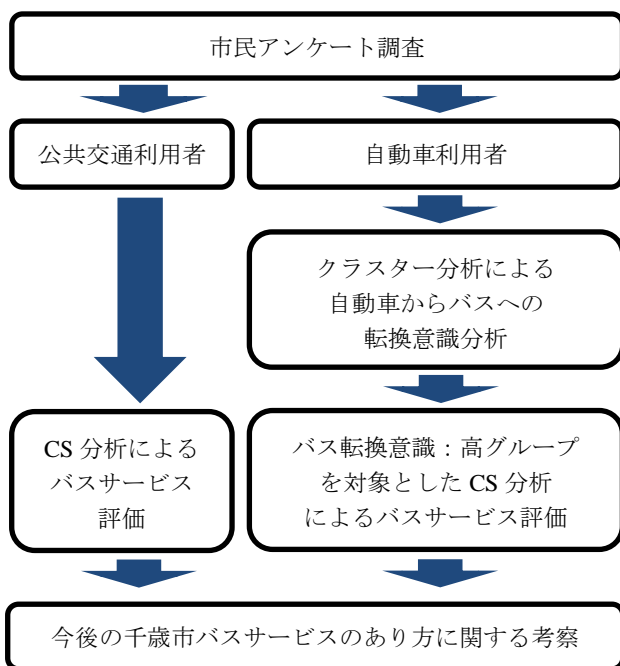 市民アンケート調査
公共交通利用者
自動車利用者
クラスター分析による
自動車からバスへの
転換意識分析
CS 分析による
バスサービス
評価
バス転換意識：高グループ
を対象とした CS 分析
によるバスサービス評価
今後の千歳市バスサービスのあり方に関する考察